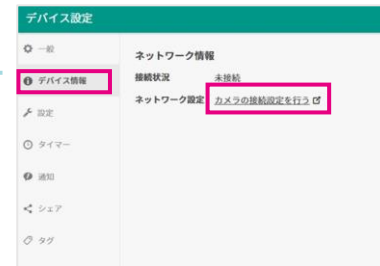 デバイス設定
一般
デバイス情報
設定
タイマー
通知
シェア
タグ
ネットワーク情報
接続状況 未接続
ネットワーク設定 カメラの接続設定を行う